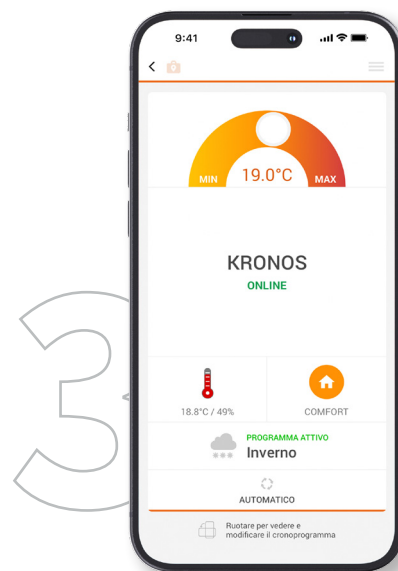 9:41
MIN
19.0°C
MAX
KRONOS
ONLINE
3
18.8°C / 49%
COMFORT
PROGRAMMA ATTIVO
Inverno
AUTOMATICO
Ruotare per vedere e
modificare il cronoprogramma